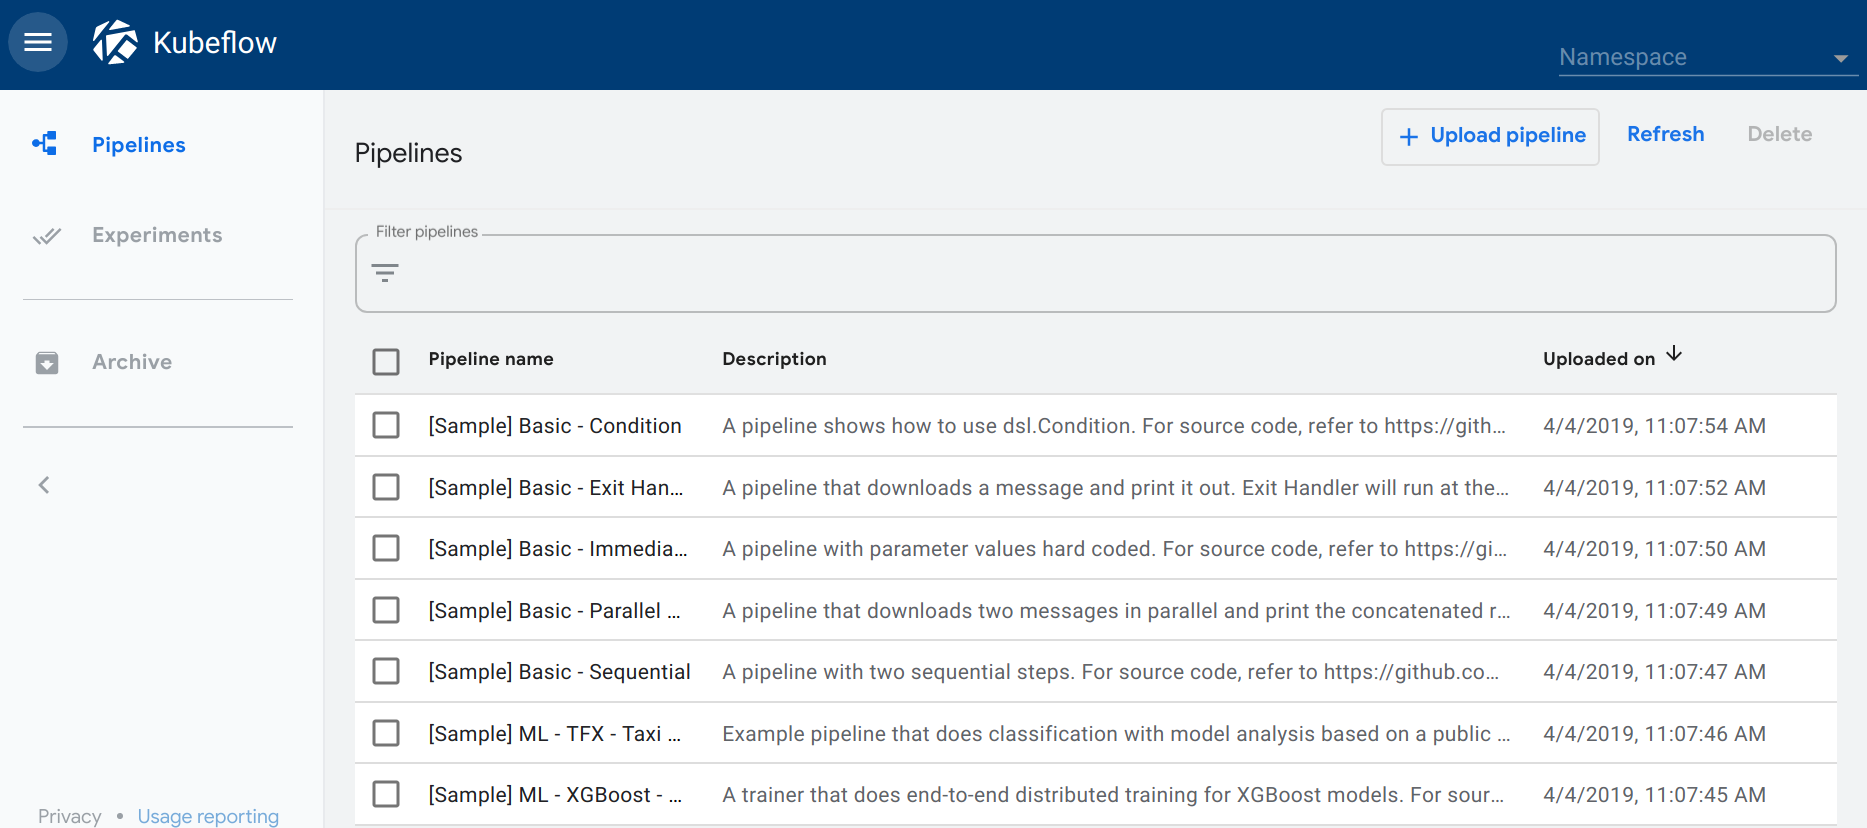 Kubeflow
Namespace
Pipelines
Experiments
Archive
Privacy • Usage reporting
Pipelines
+ Upload pipeline Refresh Delete
Filter pipelines
Pipeline name Description Uploaded on
[Sample] Basic - Condition A pipeline shows how to use dsl.Condition. For source code, refer to https://gith... 4/4/2019, 11:07:54 AM
[Sample] Basic - Exit Han... A pipeline that downloads a message and print it out. Exit Handler will run at the... 4/4/2019, 11:07:52 AM
[Sample] Basic - Immedia... A pipeline with parameter values hard coded. For source code, refer to https://gi... 4/4/2019, 11:07:50 AM
[Sample] Basic - Parallel ... A pipeline that downloads two messages in parallel and print the concatenated r... 4/4/2019, 11:07:49 AM
[Sample] Basic - Sequential A pipeline with two sequential steps. For source code, refer to https://github.co... 4/4/2019, 11:07:47 AM
[Sample] ML - TFX - Taxi ... Example pipeline that does classification with model analysis based on a public ... 4/4/2019, 11:07:46 AM
[Sample] ML - XGBoost - ... A trainer that does end-to-end distributed training for XGBoost models. For sour... 4/4/2019, 11:07:45 AM